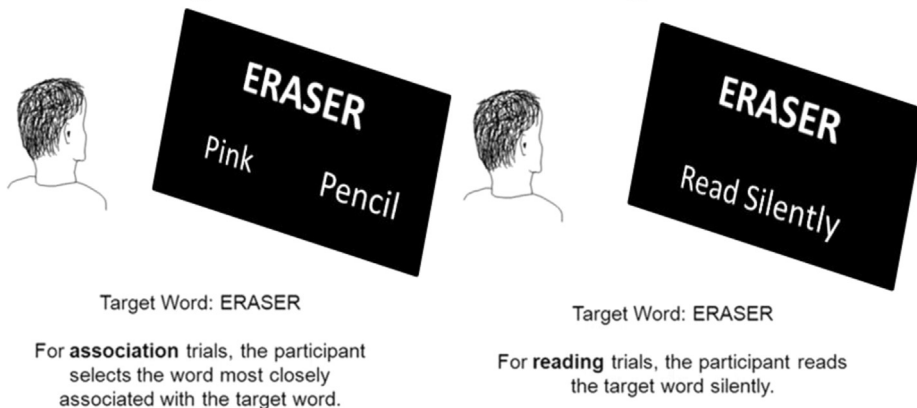 ERASER
Pink
Pencil
Target Word: ERASER
For association trials, the participant
selects the word most closely
associated with the target word.
ERASER
Read Silently
Target Word: ERASER
For reading trials, the participant reads
the target word silently.